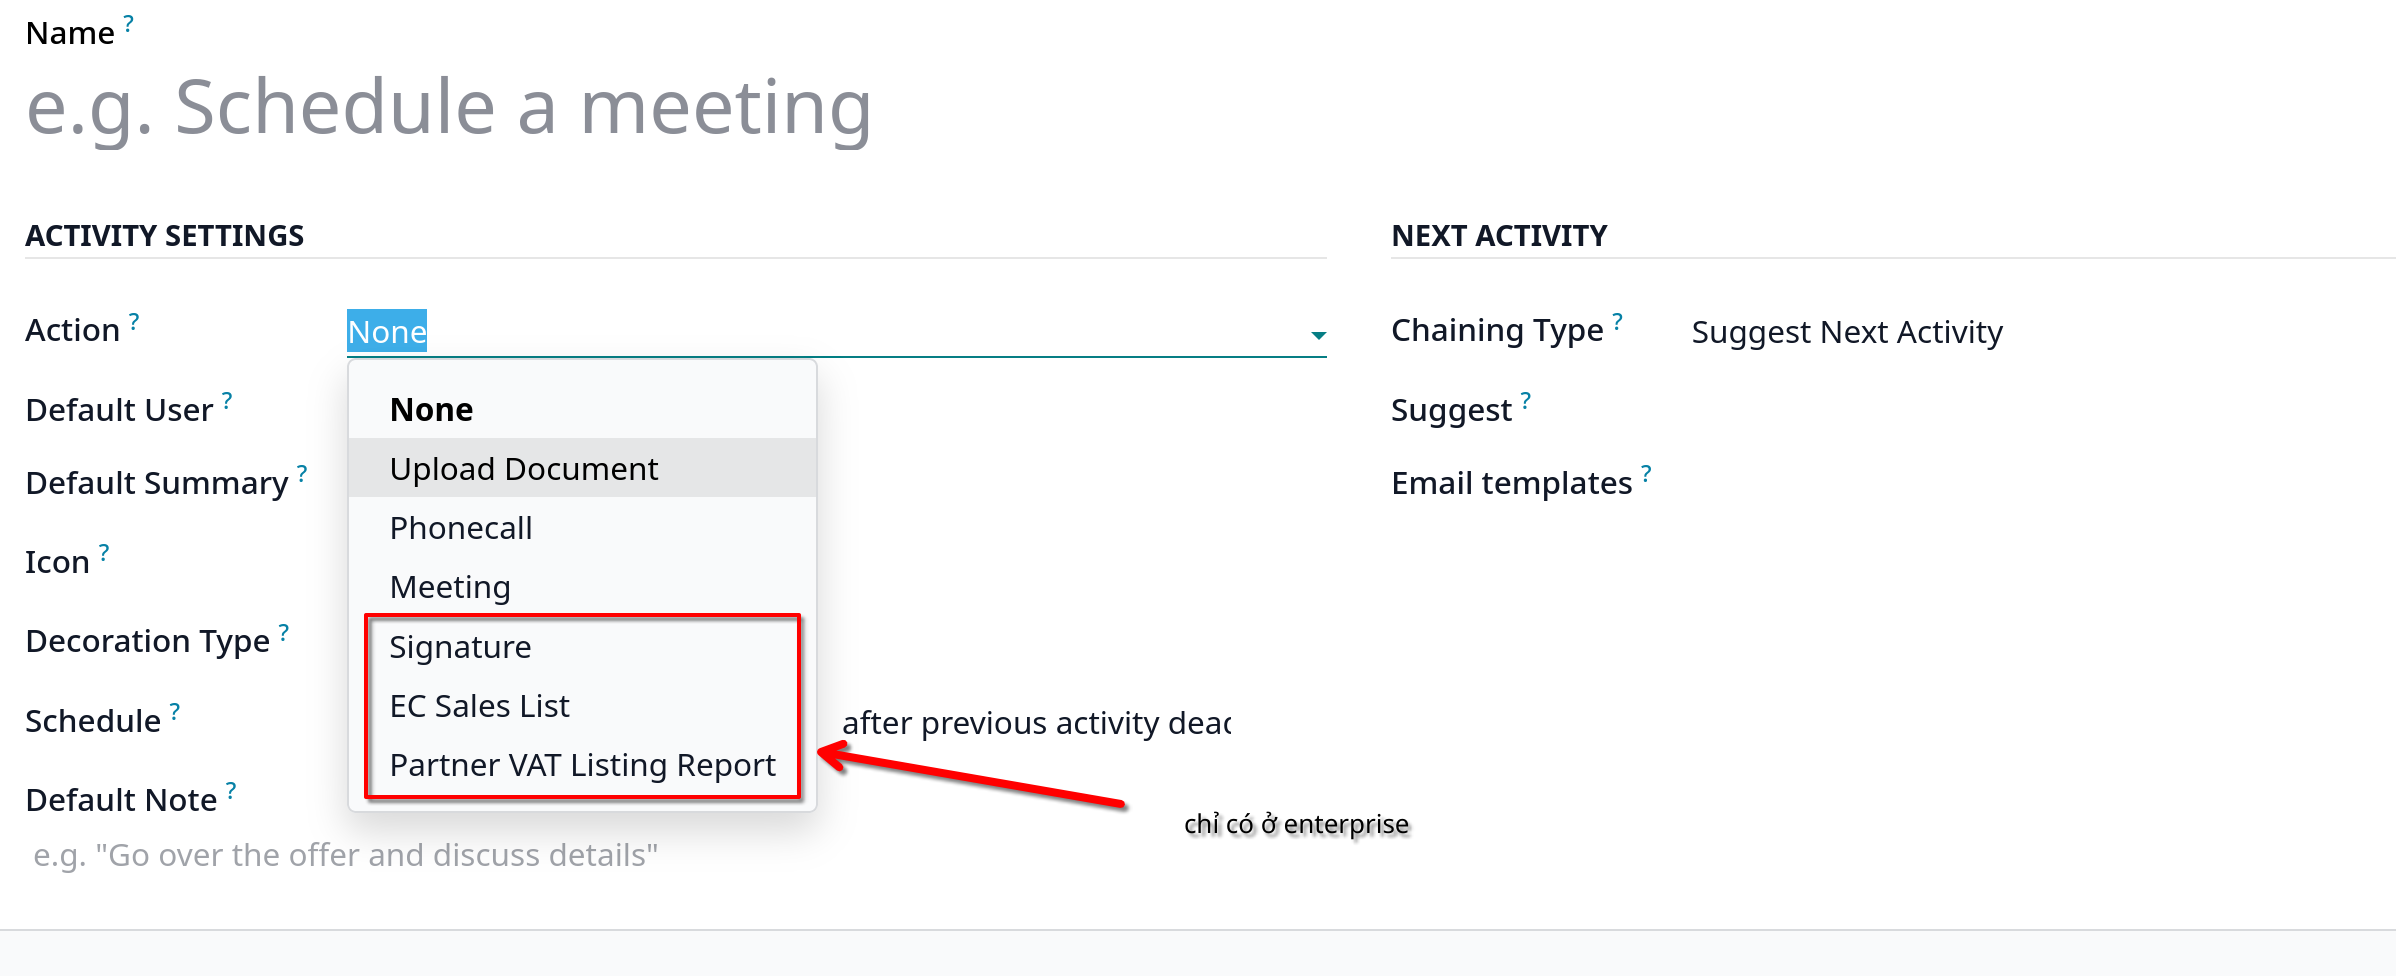 Name ?
e.g. Schedule a meeting
ACTIVITY SETTINGS
Action ?
None
None
Upload Document
Phonecall
Meeting
Signature
EC Sales List
Partner VAT Listing Report
Default User ?
Default Summary ?
Icon ?
Decoration Type ?
Schedule ?
after previous activity dead
Default Note ?
e.g. "Go over the offer and discuss details"
chỉ có ở enterprise
NEXT ACTIVITY
Chaining Type ?
Suggest Next Activity
Suggest ?
Email templates ?